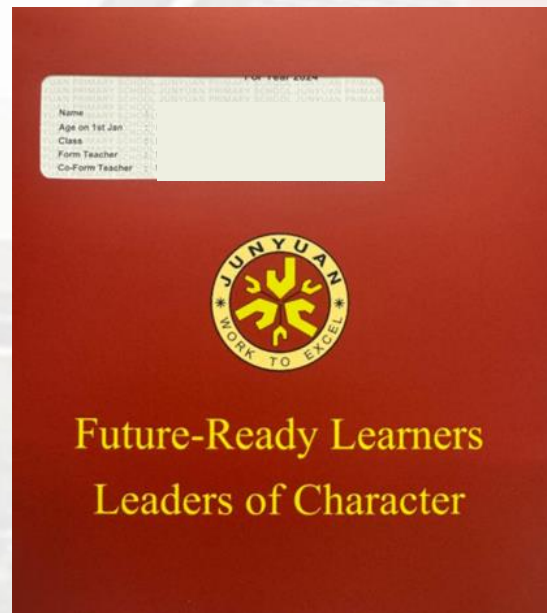 For Year 2024
Name :
Age on 1st Jan :
Class :
Form Teacher :
Co-Form Teacher :
JUNYUAN
WORK TO EXCEL
Future-Ready Learners
Leaders of Character